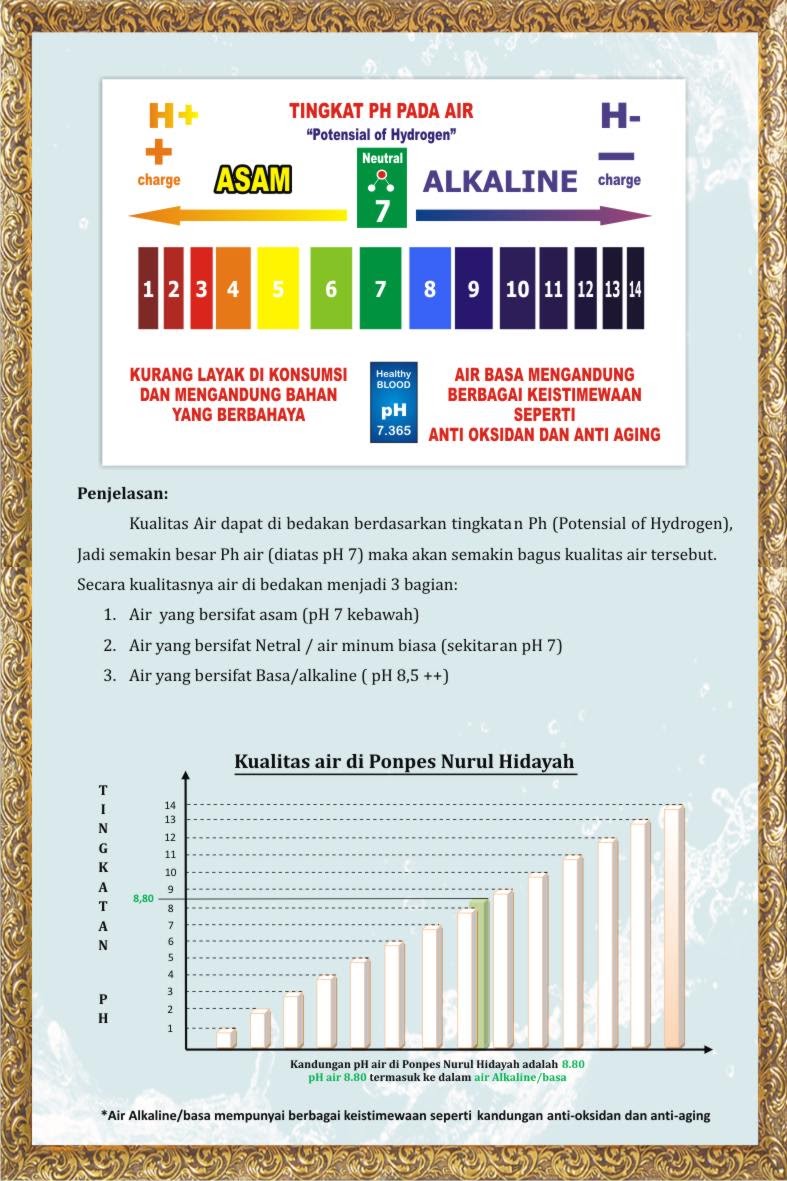 H+
+
charge
TINGKAT PH PADA AIR
"Potensial of Hydrogen"
H-
—
charge
ASAM
Neutral
7
ALKALINE
1 2 3 4 5 6 7 8 9 10 11 12 13 14
KURANG LAYAK DI KONSUMSI
DAN MENGANDUNG BAHAN
YANG BERBAHAYA
Healthy
BLOOD
pH
7.365
AIR BASA MENGANDUNG
BERBAGAI KEISTIMEWAAN
SEPERTI
ANTI OKSIDAN DAN ANTI AGING
Penjelasan:
Kualitas Air dapat di bedakan berdasarkan tingkatan Ph (Potensial of Hydrogen),
Jadi semakin besar Ph air (diatas pH 7) maka akan semakin bagus kualitas air tersebut.
Secara kualitasnya air di bedakan menjadi 3 bagian:
1. Air yang bersifat asam (pH 7 kebawah)
2. Air yang bersifat Netral / air minum biasa (sekitaran pH 7)
3. Air yang bersifat Basa/alkaline ( pH 8,5 ++)
Kualitas air di Ponpes Nurul Hidayah
TINGKATAN PH
14
13
12
11
10
9
8,80
8
7
6
5
4
3
2
1
Kandungan pH air di Ponpes Nurul Hidayah adalah 8.80
pH air 8.80 termasuk ke dalam air Alkaline/basa
*Air Alkaline/basa mempunyai berbagai keistimewaan seperti kandungan anti-oksidan dan anti-aging